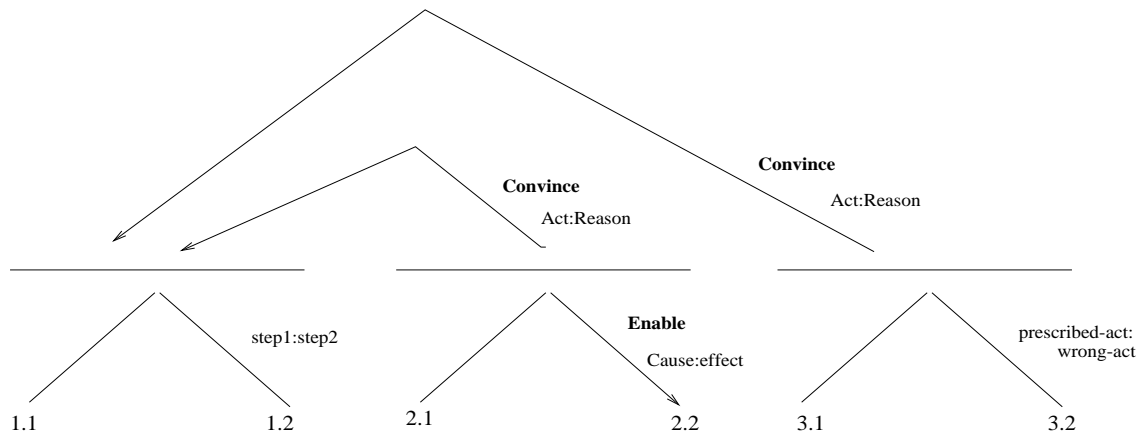 Convince
Act:Reason
Convince
Act:Reason
step1:step2
Enable
Cause:effect
prescribed-act:
wrong-act
1.1
1.2
2.1
2.2
3.1
3.2